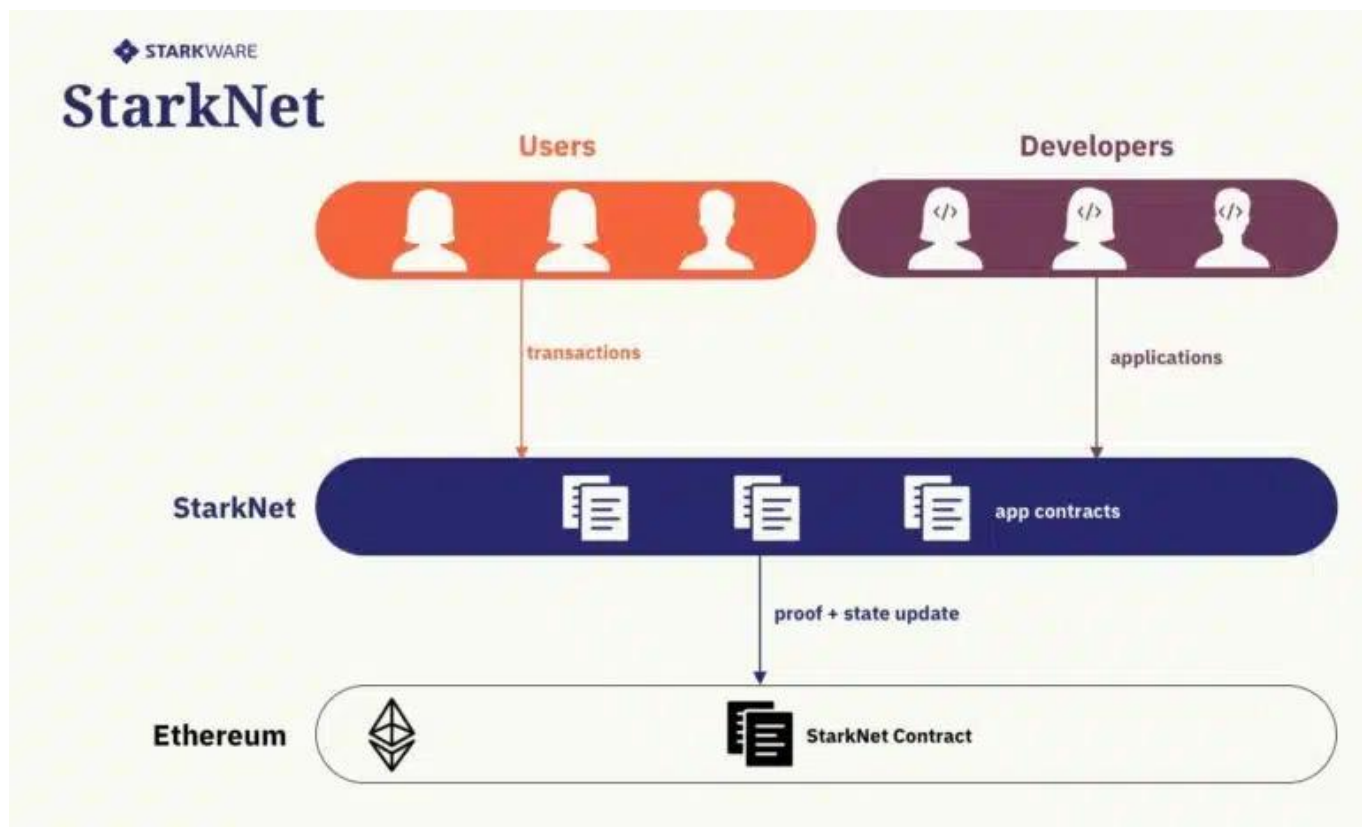 STARKWARE
StarkNet
Users
Developers
</>
</>
</>
transactions
applications
StarkNet
app contracts
proof + state update
Ethereum
StarkNet Contract